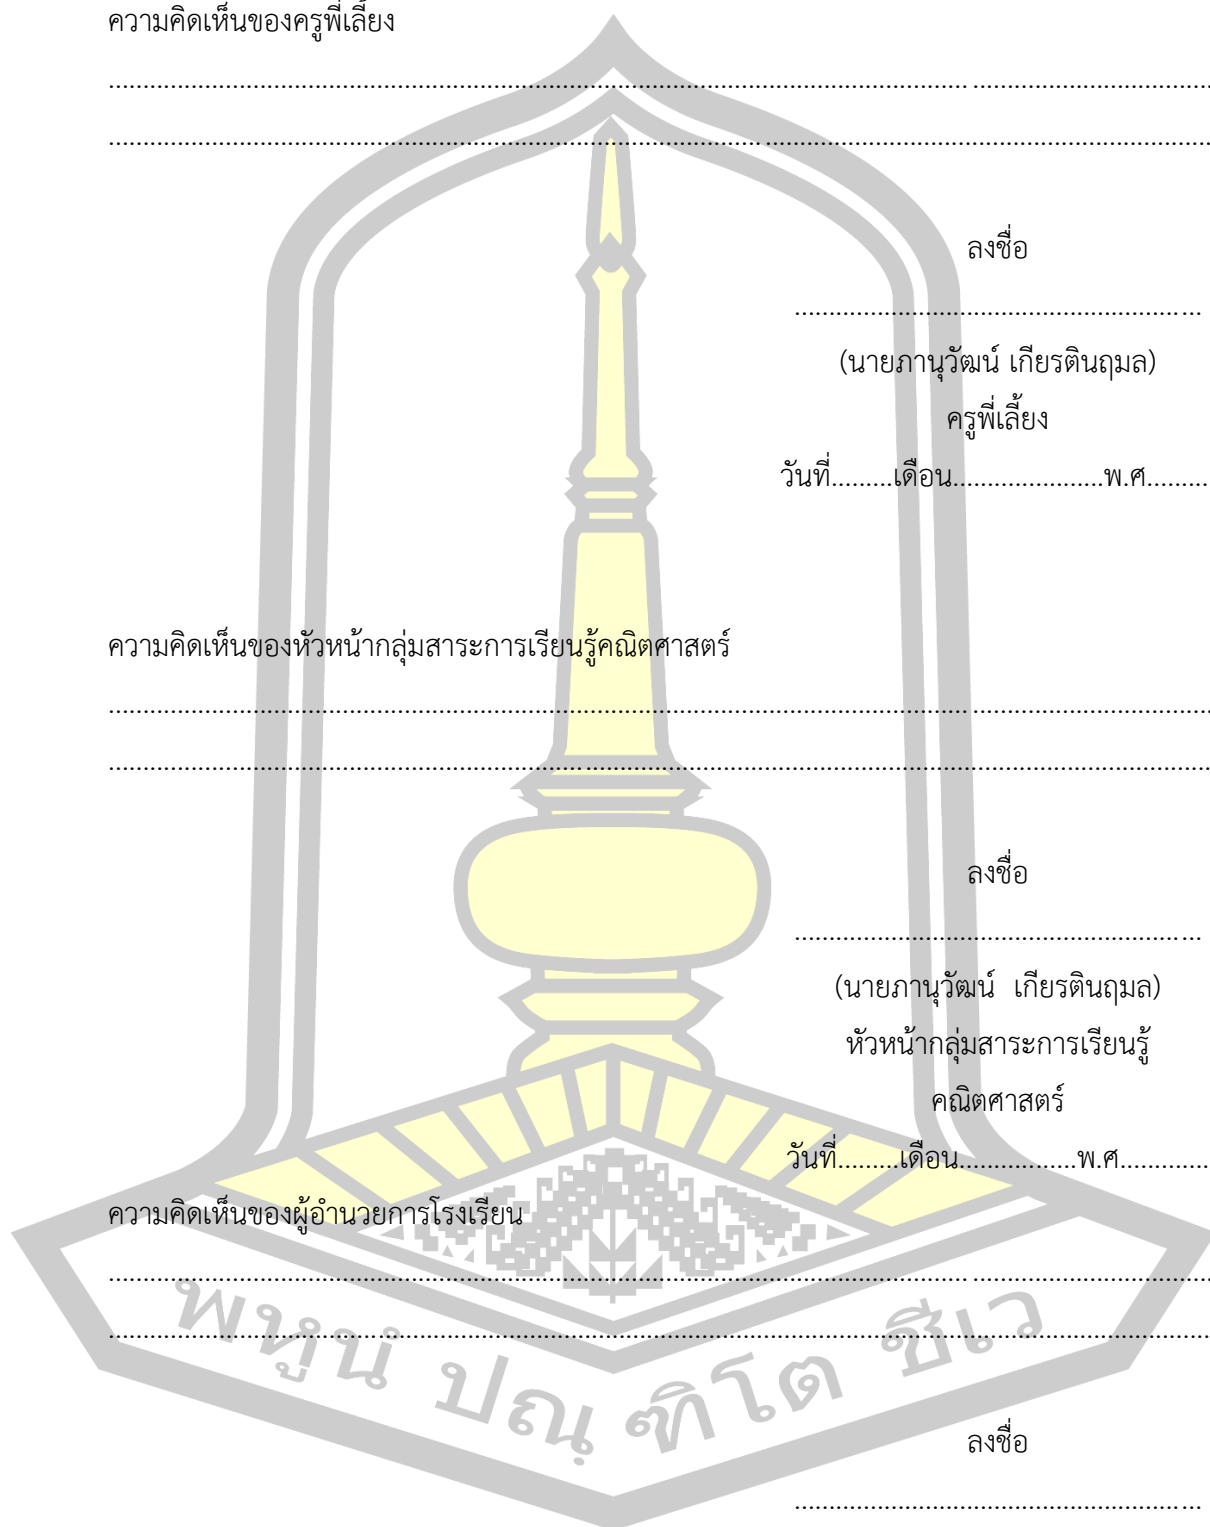 ความคิดเห็นของครูพี่เลี้ยง
............................................................................................................................. ...................................
................................................................................................ .................................................................
ลงชื่อ
...........................................................
(นายภานุวัฒน์ เกียรตินฤมล)
ครูพี่เลี้ยง
วันที่.........เดือน......................พ.ศ.........
ความคิดเห็นของหัวหน้ากลุ่มสาระการเรียนรู้คณิตศาสตร์
............................................................................................................................. ...................................
................................................................................................................................................................
ลงชื่อ
...........................................................
(นายภานุวัฒน์ เกียรตินฤมล)
หัวหน้ากลุ่มสาระการเรียนรู้
คณิตศาสตร์
วันที่.........เดือน.................พ.ศ.............
ความคิดเห็นของผู้อำนวยการโรงเรียน
............................................................................................................................. ...................................
................................................................................................................................................................
พหูนํ ปณฺฑิโต ชีเว
ลงชื่อ
...........................................................